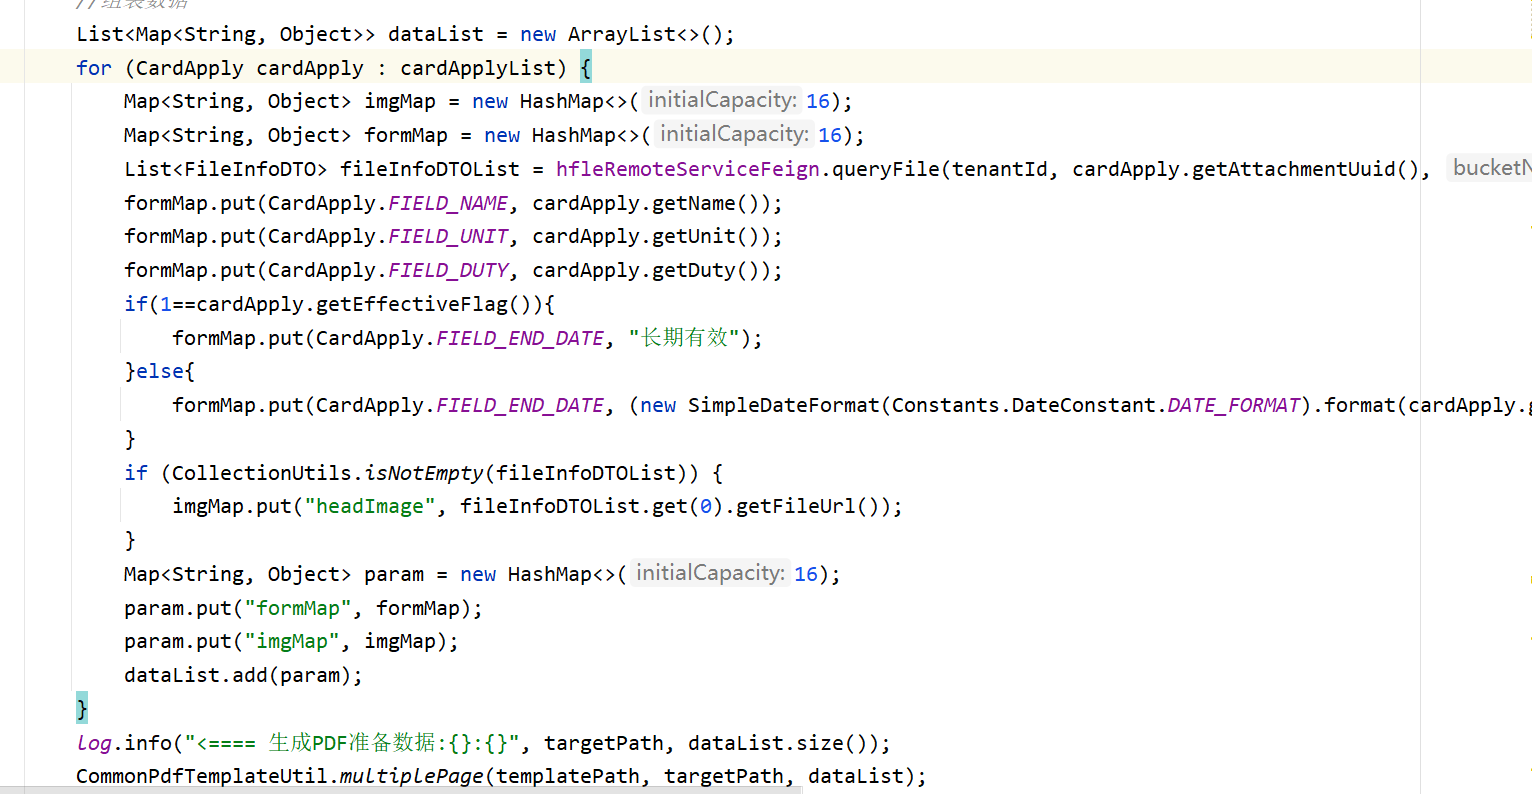 //组装数据
List<Map<String, Object>> dataList = new ArrayList<>();
for (CardApply cardApply : cardApplyList) {
Map<String, Object> imgMap = new HashMap<>( initialCapacity: 16);
Map<String, Object> formMap = new HashMap<>( initialCapacity: 16);
List<FileInfoDTO> fileInfoDTOList = hfleRemoteServiceFeign.queryFile(tenantId, cardApply.getAttachmentUuid(), bucketN
formMap.put(CardApply.FIELD_NAME, cardApply.getName());
formMap.put(CardApply.FIELD_UNIT, cardApply.getUnit());
formMap.put(CardApply.FIELD_DUTY, cardApply.getDuty());
if(1==cardApply.getEffectiveFlag()){
formMap.put(CardApply.FIELD_END_DATE, "长期有效");
}else{
formMap.put(CardApply.FIELD_END_DATE, (new SimpleDateFormat(Constants.DateConstant.DATE_FORMAT).format(cardApply.g
}
if (CollectionUtils.isNotEmpty(fileInfoDTOList)) {
imgMap.put("headImage", fileInfoDTOList.get(0).getFileUrl());
}
Map<String, Object> param = new HashMap<>( initialCapacity: 16);
param.put("formMap", formMap);
param.put("imgMap", imgMap);
dataList.add(param);
}
log.info("<==== 生成PDF准备数据:{}:{}", targetPath, dataList.size());
CommonPdfTemplateUtil.multiplePage(templatePath, targetPath, dataList);